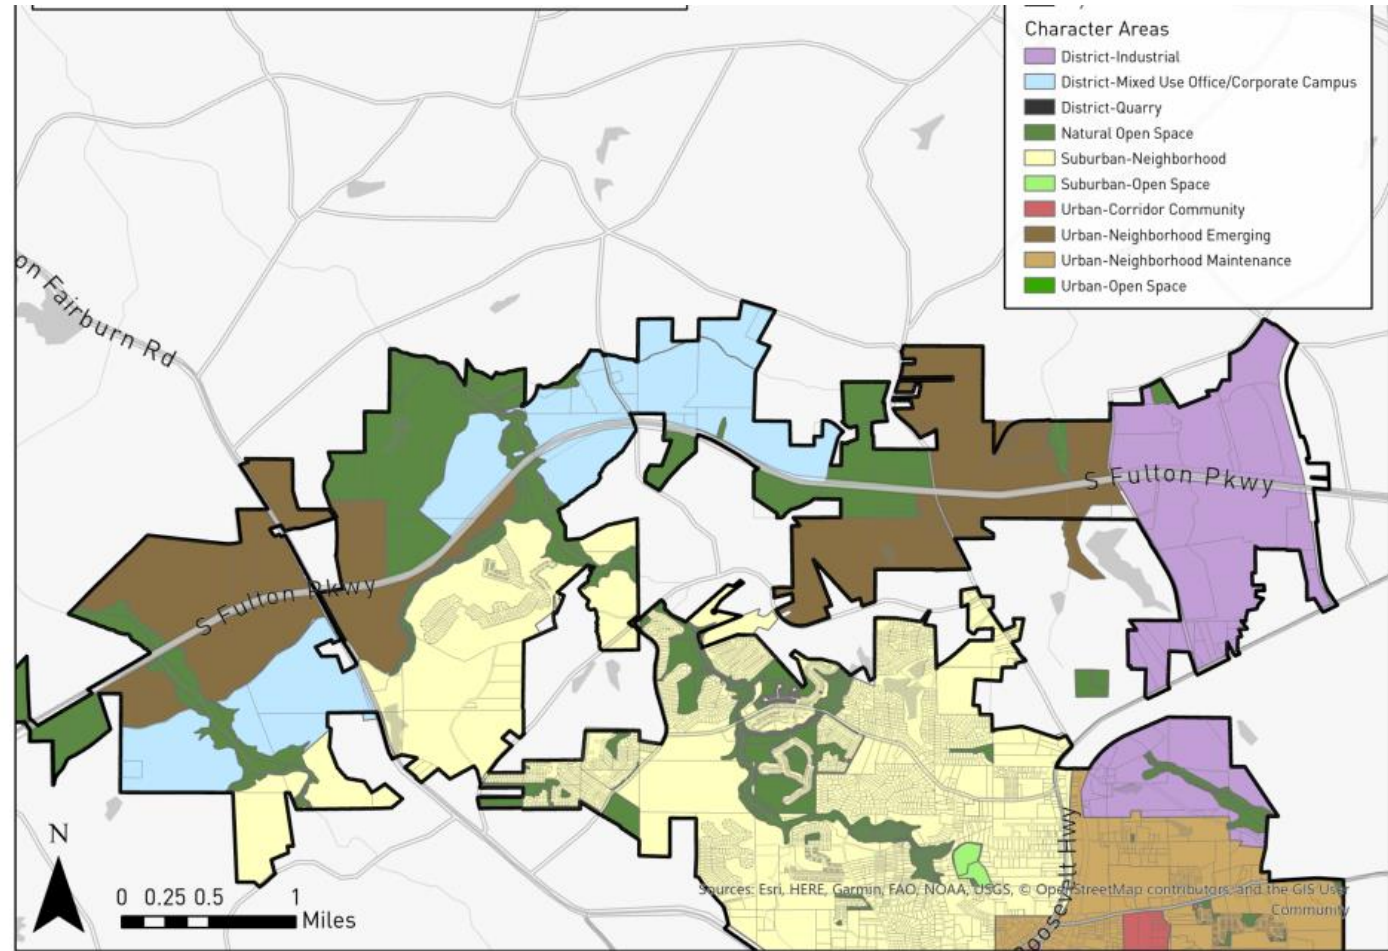 Character Areas
District-Industrial
District-Mixed Use Office/Corporate Campus
District-Quarry
Natural Open Space
Suburban-Neighborhood
Suburban-Open Space
Urban-Corridor Community
Urban-Neighborhood Emerging
Urban-Neighborhood Maintenance
Urban-Open Space
on Fairburn Rd
S Fulton Pkwy
S Fulton Pkwy
Roosevelt Hwy
N
0 0.25 0.5 1
Miles
Sources: Esri, HERE, Garmin, FAO, NOAA, USGS, © OpenStreetMap contributors, and the GIS User
Community